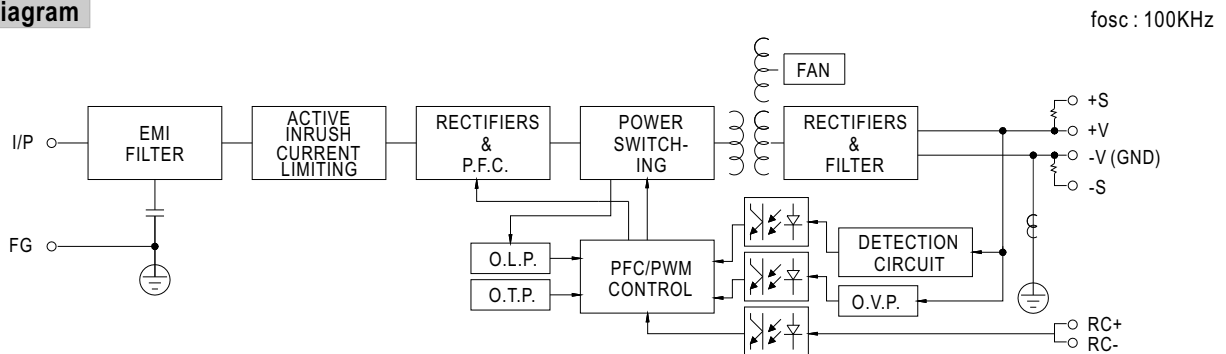 iagram
fosc : 100KHz
FAN
I/P
EMI
FILTER
ACTIVE
INRUSH
CURRENT
LIMITING
RECTIFIERS
&
P.F.C.
POWER
SWITCH-
ING
RECTIFIERS
&
FILTER
+S
+V
-V (GND)
-S
FG
O.L.P.
O.T.P.
PFC/PWM
CONTROL
DETECTION
CIRCUIT
O.V.P.
RC+
RC-